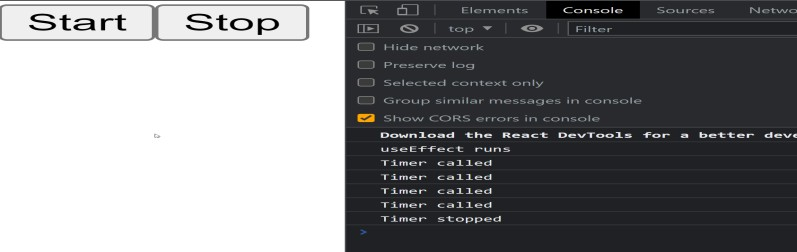 Start Stop
Elements Console Sources Netwo
top Filter
Hide network
Preserve log
Selected context only
Group similar messages in console
Show CORS errors in console
Download the React DevTools for a better deve
useEffect runs
Timer called
Timer called
Timer called
Timer called
Timer stopped
>